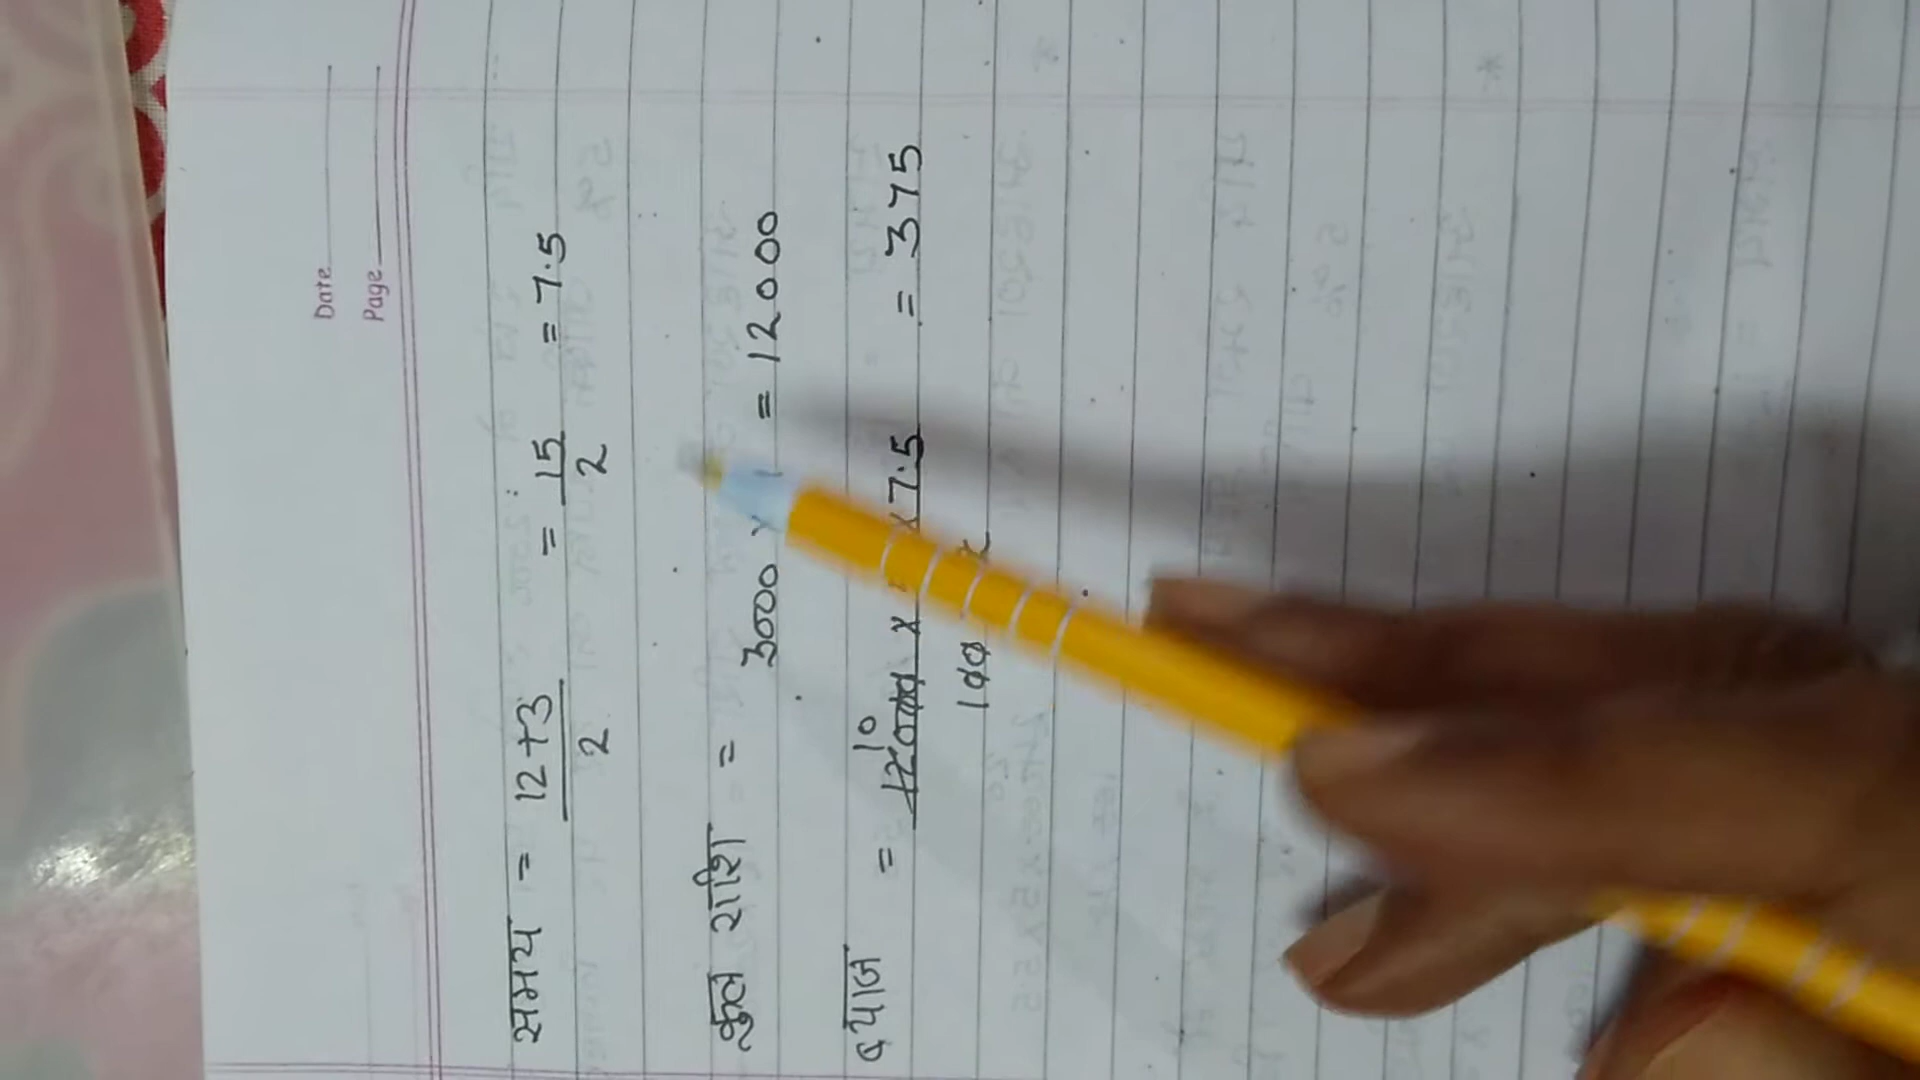 Date
Page
समय = 12+3 / 2 = 15 / 2 = 7.5
कुल राशि = 3000 × = 12000
ब्याज = 12000 × × 7.5 / 100 = 375
10